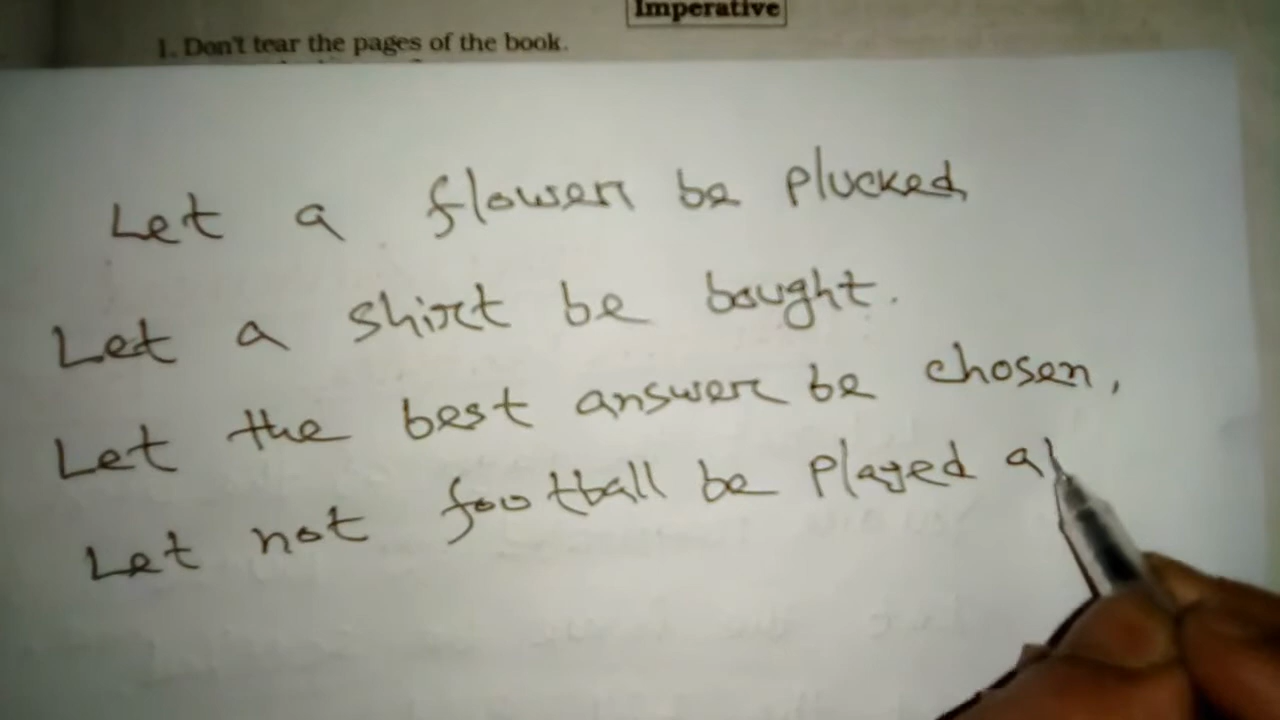 Imperative
1. Don't tear the pages of the book.
Let a flower be plucked
Let a shirt be bought.
Let the best answer be chosen,
Let not football be played